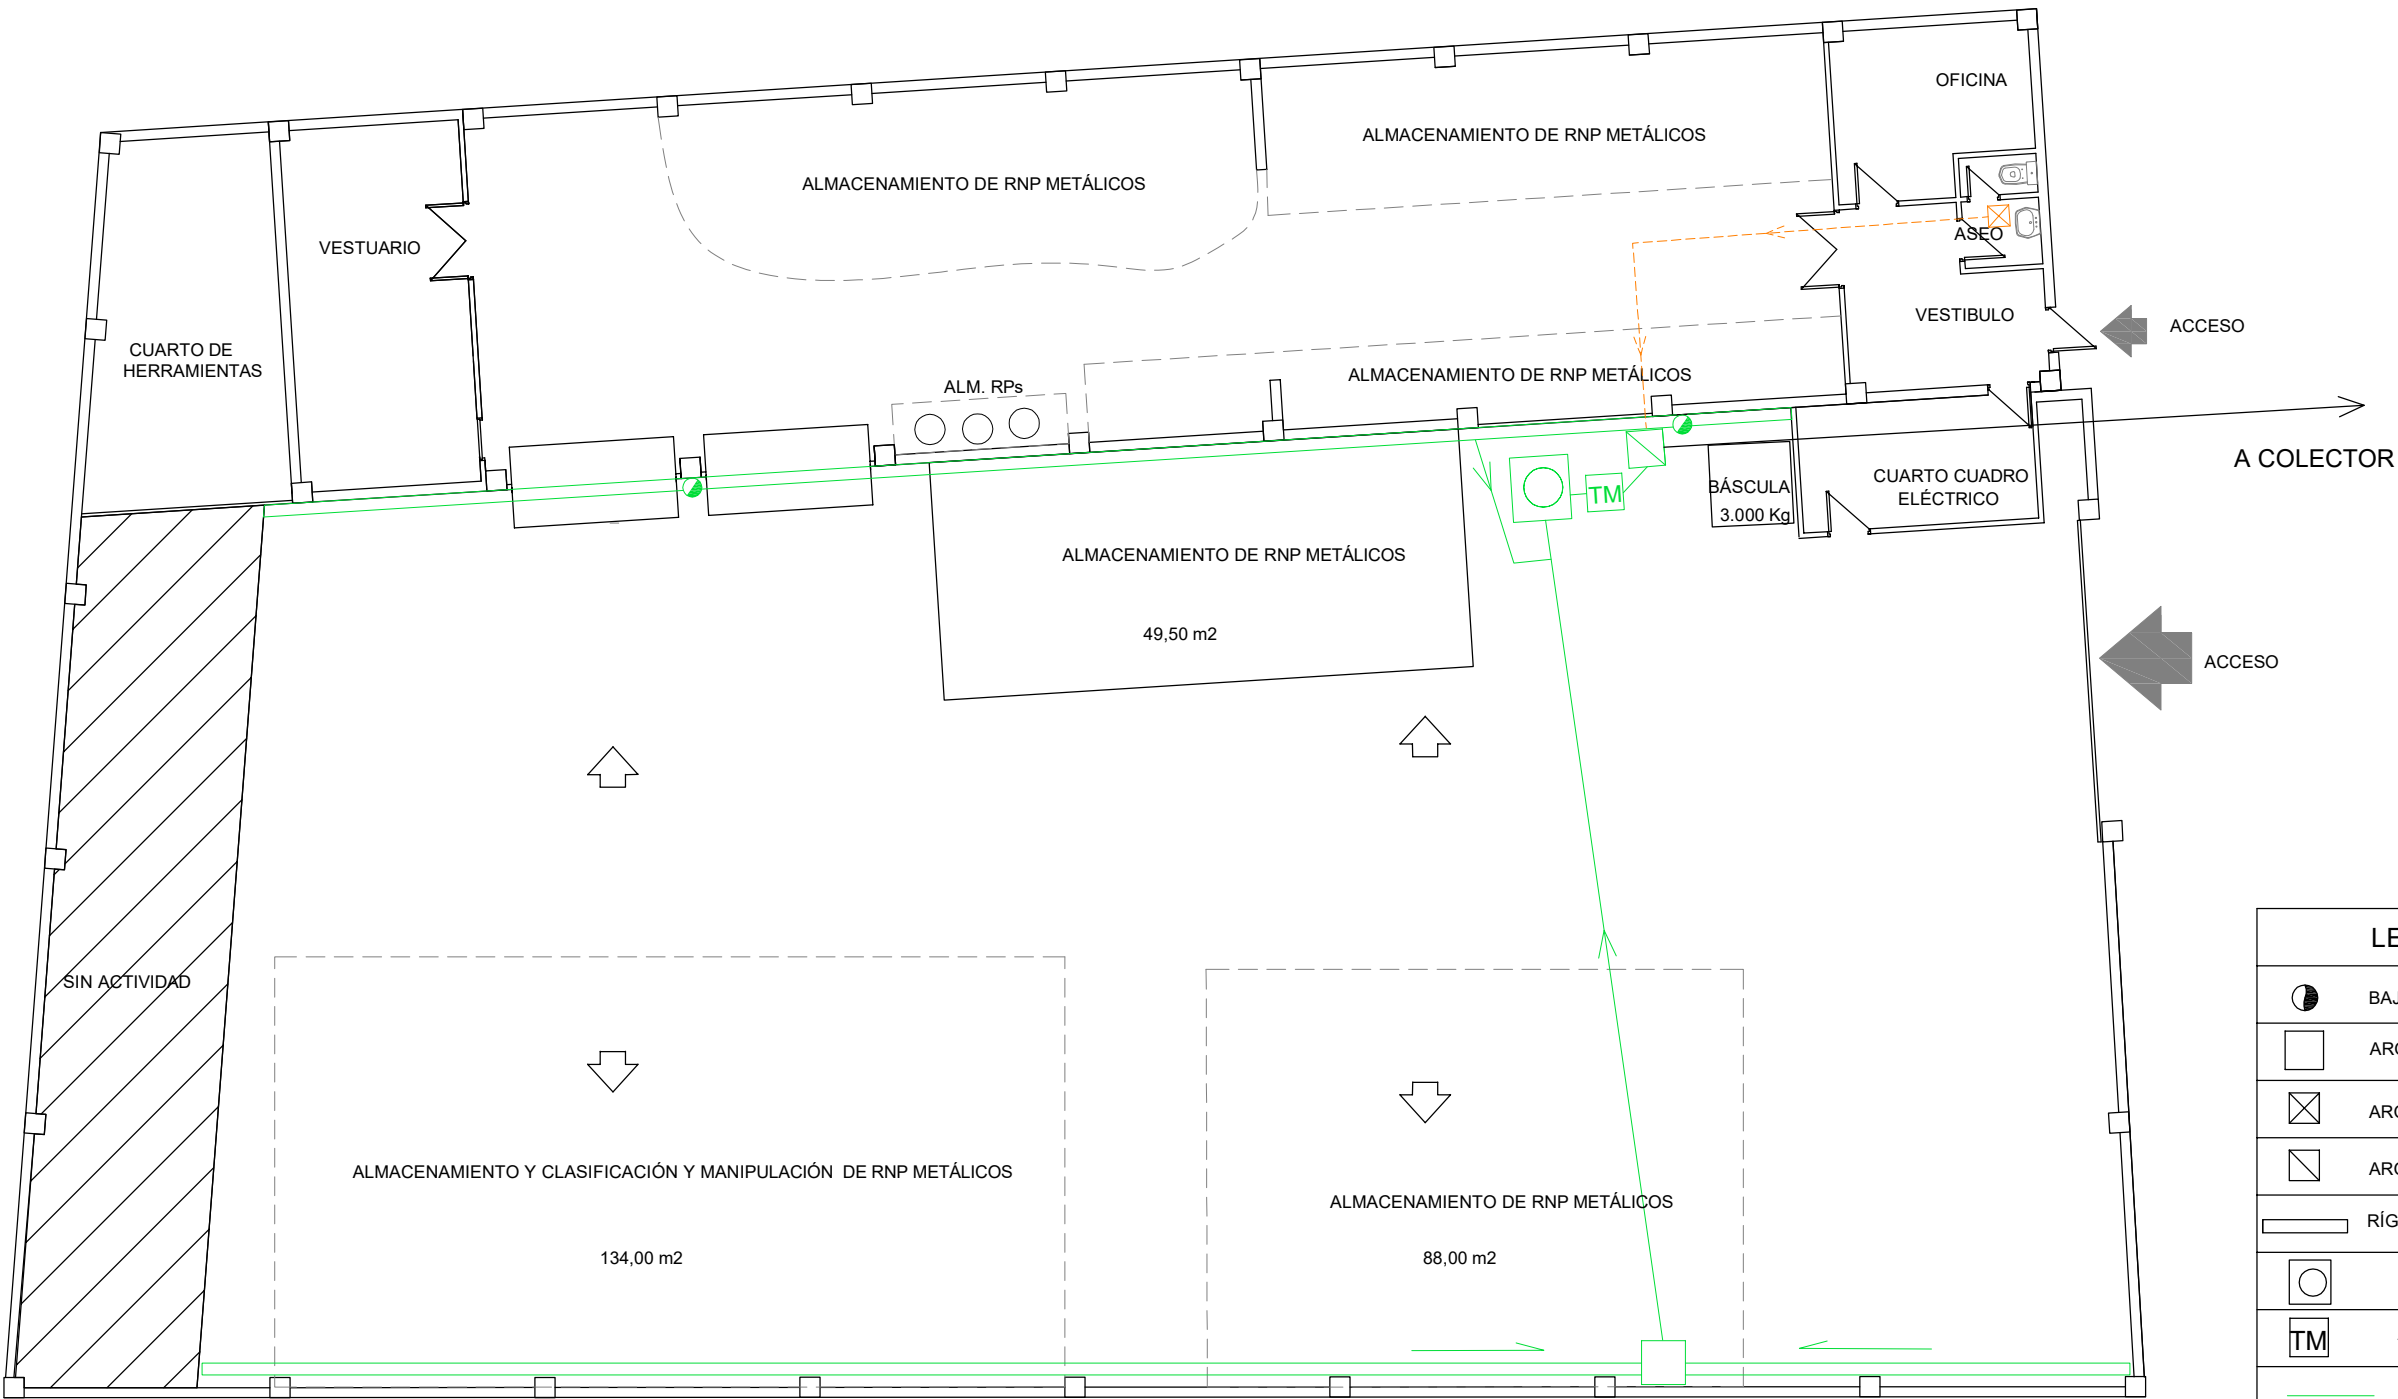 OFICINA
ALMACENAMIENTO DE RNP METÁLICOS
ALMACENAMIENTO DE RNP METÁLICOS
VESTUARIO
ASEO
VESTIBULO
ACCESO
CUARTO DE
HERRAMIENTAS
ALM. RPs
ALMACENAMIENTO DE RNP METÁLICOS
A COLECTOR
TM
BÁSCULA
3.000 Kg
CUARTO CUADRO
ELÉCTRICO
ALMACENAMIENTO DE RNP METÁLICOS
49,50 m2
ACCESO
SIN ACTIVIDAD
ALMACENAMIENTO Y CLASIFICACIÓN Y MANIPULACIÓN DE RNP METÁLICOS
134,00 m2
ALMACENAMIENTO DE RNP METÁLICOS
88,00 m2
TM